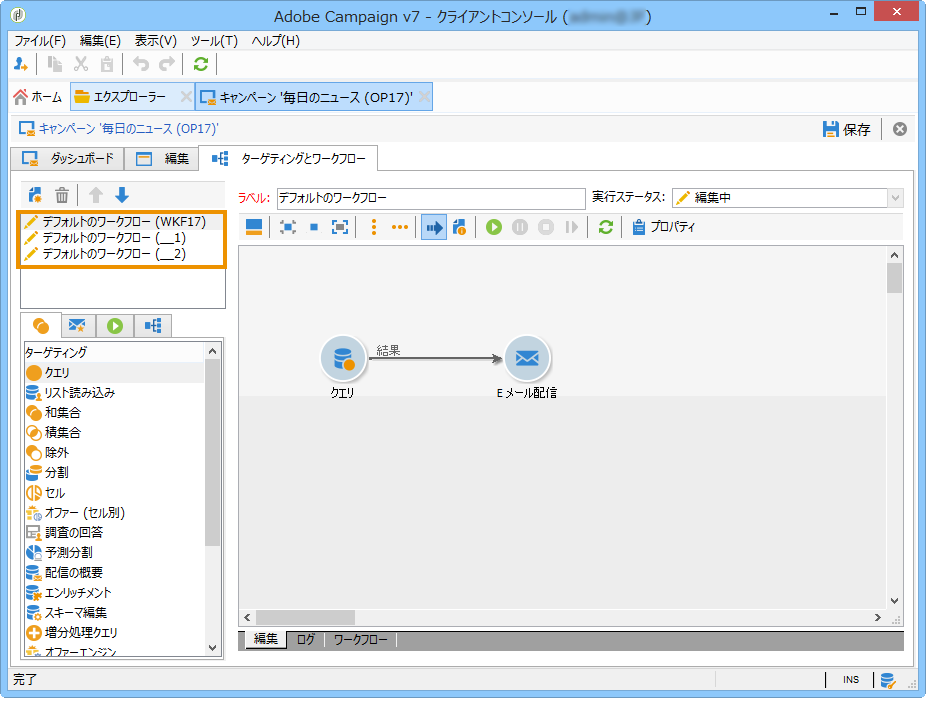 Adobe Campaign v7 - クライアントコンソール (
ファイル(F) 編集(E) 表示(V) ツール(T) ヘルプ(H)
ホーム エクスプローラー キャンペーン '毎日のニュース (OP17)'
キャンペーン '毎日のニュース (OP17)' 保存
ダッシュボード 編集 ターゲティングとワークフロー
ラベル: デフォルトのワークフロー 実行ステータス: 編集中
デフォルトのワークフロー (WKF17)
デフォルトのワークフロー (__1)
デフォルトのワークフロー (__2)
プロパティ
ターゲティング
クエリ
リスト読み込み
和集合
積集合
除外
分割
セル
オファー (セル別)
調査の回答
予測分割
配信の概要
エンリッチメント
スキーマ編集
増分処理クエリ
オファーエンジン
結果
クエリ
Eメール配信
編集 ログ ワークフロー
完了 INS